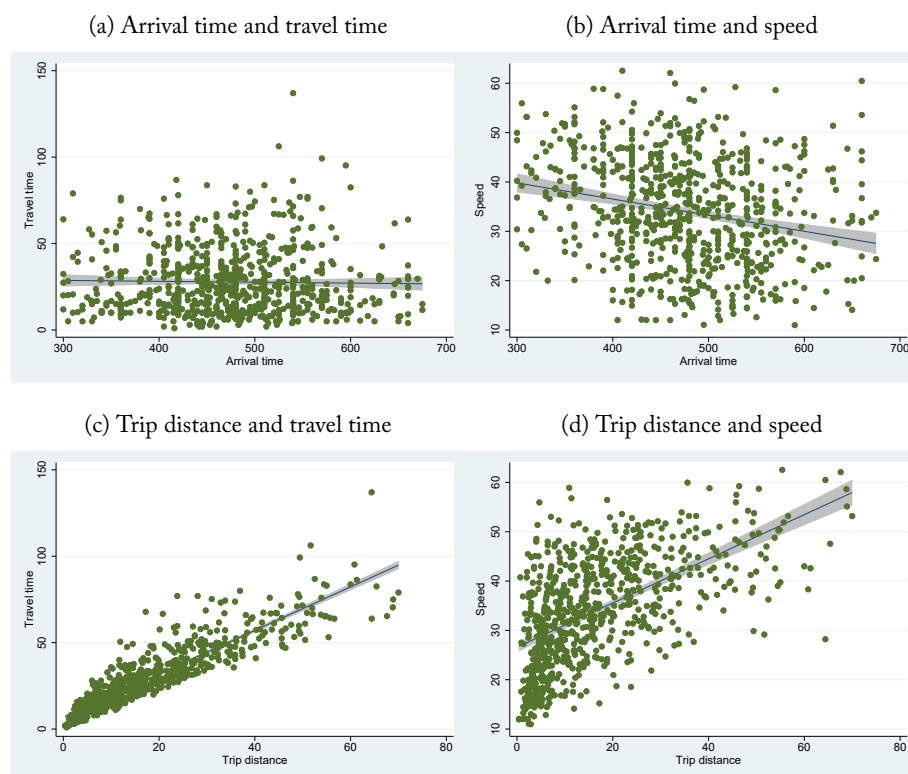 (a) Arrival time and travel time
(b) Arrival time and speed
150
100
50
0
Travel time
300 400 500 600 700
Arrival time
60
50
40
30
20
10
Speed
300 400 500 600 700
Arrival time
(c) Trip distance and travel time
(d) Trip distance and speed
150
100
50
0
Travel time
0 20 40 60 80
Trip distance
60
50
40
30
20
10
Speed
0 20 40 60 80
Trip distance